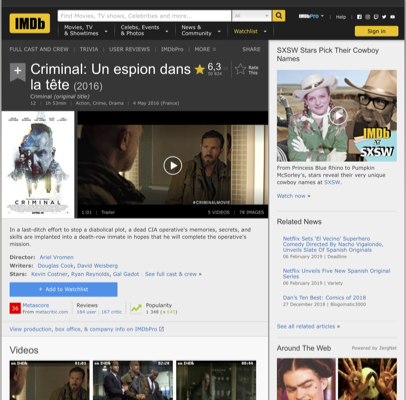 IMDb
Find Movies, TV shows, Celebrities and more...
All
IMDbPro
Help
Movies, TV
& Showtimes
Celebs, Events
& Photos
News &
Community
Watchlist
Sign in
FULL CAST AND CREW | TRIVIA | USER REVIEWS | IMDbPro | MORE
SHARE
Criminal: Un espion dans
la tête (2016)
Criminal (original title)
12 | 1h 53min | Action, Crime, Drama | 4 May 2016 (France)
6,3
Rate
This
CRIMINAL
#CRIMINALMOVIE
1:01 | Trailer
5 VIDEOS | 78 IMAGES
In a last-ditch effort to stop a diabolical plot, a dead CIA operative's memories, secrets, and
skills are implanted into a death-row inmate in hopes that he will complete the operative's
mission.
Director: Ariel Vromen
Writers: Douglas Cook, David Weisberg
Stars: Kevin Costner, Ryan Reynolds, Gal Gadot | See full cast & crew »
+ Add to Watchlist
36
Metascore
From metacritic.com
Reviews
184 user | 167 critic
Popularity
View production, box office, & company info on IMDbPro
Videos
SXSW Stars Pick Their Cowboy
Names
IMDb
AT
SXSW
From Princess Blue Rhino to Pumpkin
McSorley's, stars reveal their very unique
cowboy names at SXSW.
Watch now »
Related News
Netflix Sets 'El Vecino' Superhero
Comedy Directed By Nacho Vigalondo,
Unveils Slate Of Spanish Originals
06 February 2019 | Deadline
Netflix Unveils Five New Spanish Original
Series
06 February 2019 | Variety
Dan's Ten Best: Comics of 2018
27 December 2018 | Blogomatic3000
See all related articles »
Around The Web | Powered by ZergNet